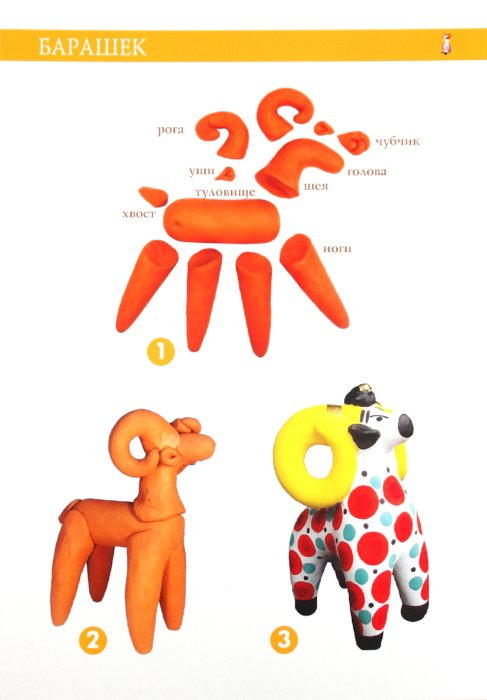 БАРАШЕК
рога
чубчик
уши
голова
туловище
шея
хвост
ноги
1
2
3